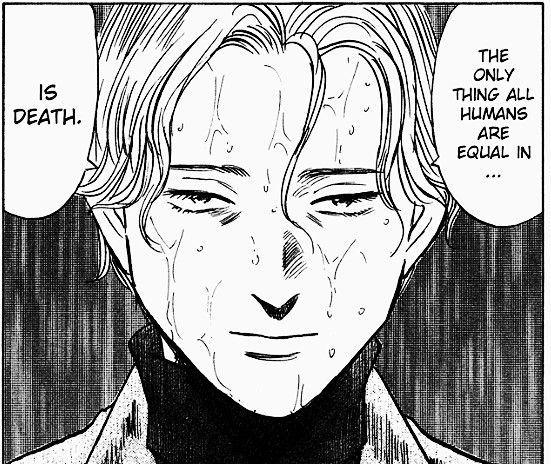 THE
ONLY
THING ALL
HUMANS
ARE
EQUAL IN
...
IS
DEATH.